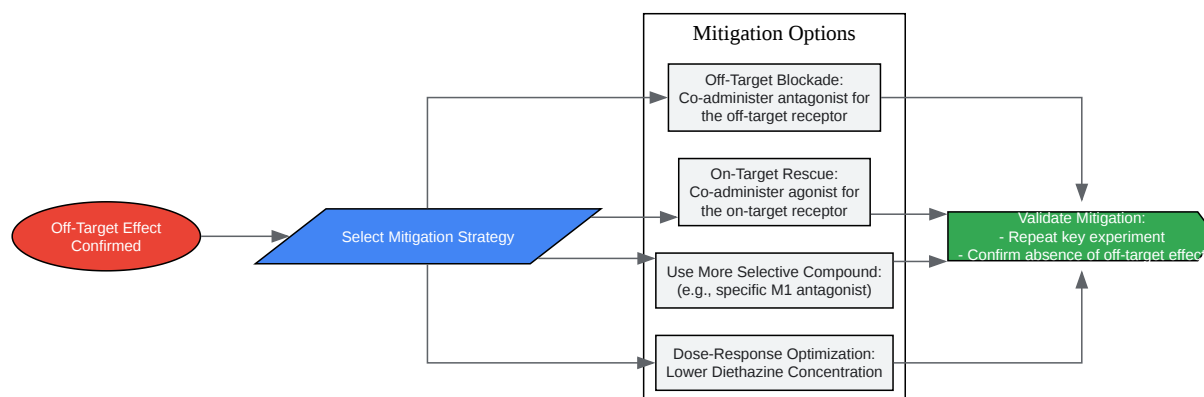 Off-Target Effect
Confirmed
Select Mitigation Strategy
Mitigation Options
Off-Target Blockade:
Co-administer antagonist for
the off-target receptor
On-Target Rescue:
Co-administer agonist for
the on-target receptor
Use More Selective Compound:
(e.g., specific M1 antagonist)
Dose-Response Optimization:
Lower Diethazine Concentration
Validate Mitigation:
- Repeat key experiment
- Confirm absence of off-target effect